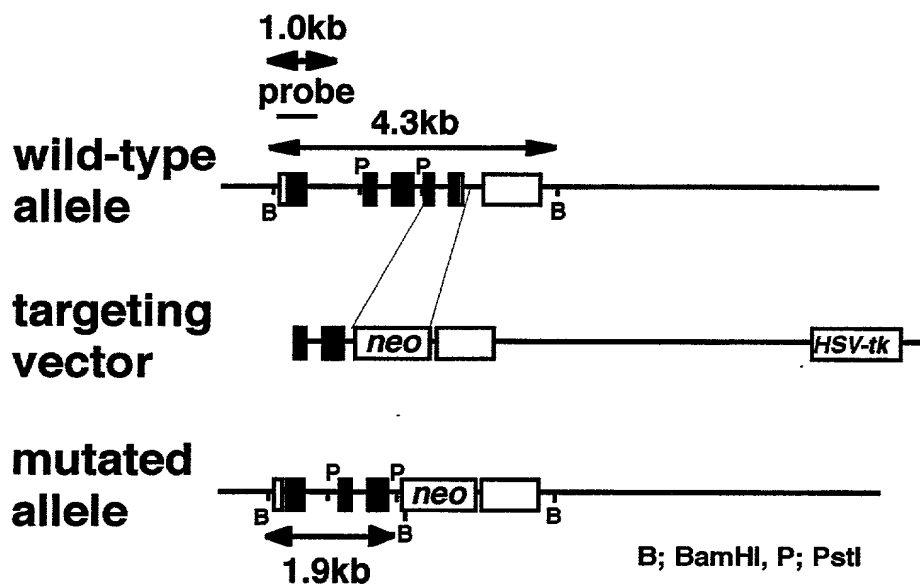 1.0kb
probe
4.3kb
wild-type
allele
P P
B B
targeting
vector
neo HSV-tk
mutated
allele
P P
neo
B B B
1.9kb
B; BamHI, P; PstI